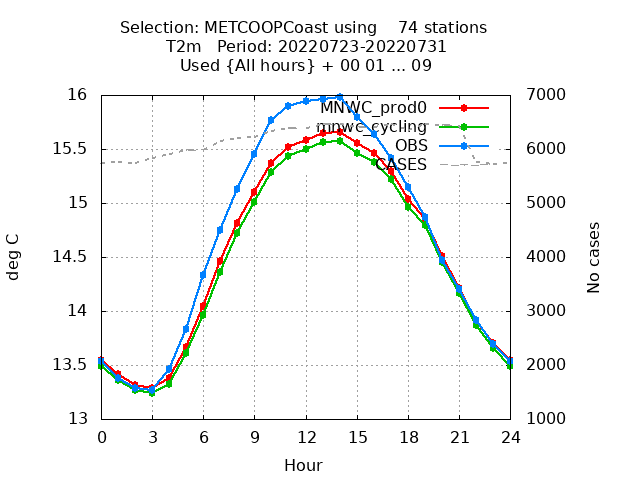 Selection: METCOOPCoast using    74 stations
T2m   Period: 20220723-20220731
Used {All hours} + 00 01 ... 09
16
15.5
15
14.5
14
13.5
13
7000
6000
5000
4000
3000
2000
1000
MNWC_prod0
mnwc_cycling
OBS
CASES
deg C
No cases
0 3 6 9 12 15 18 21 24
Hour